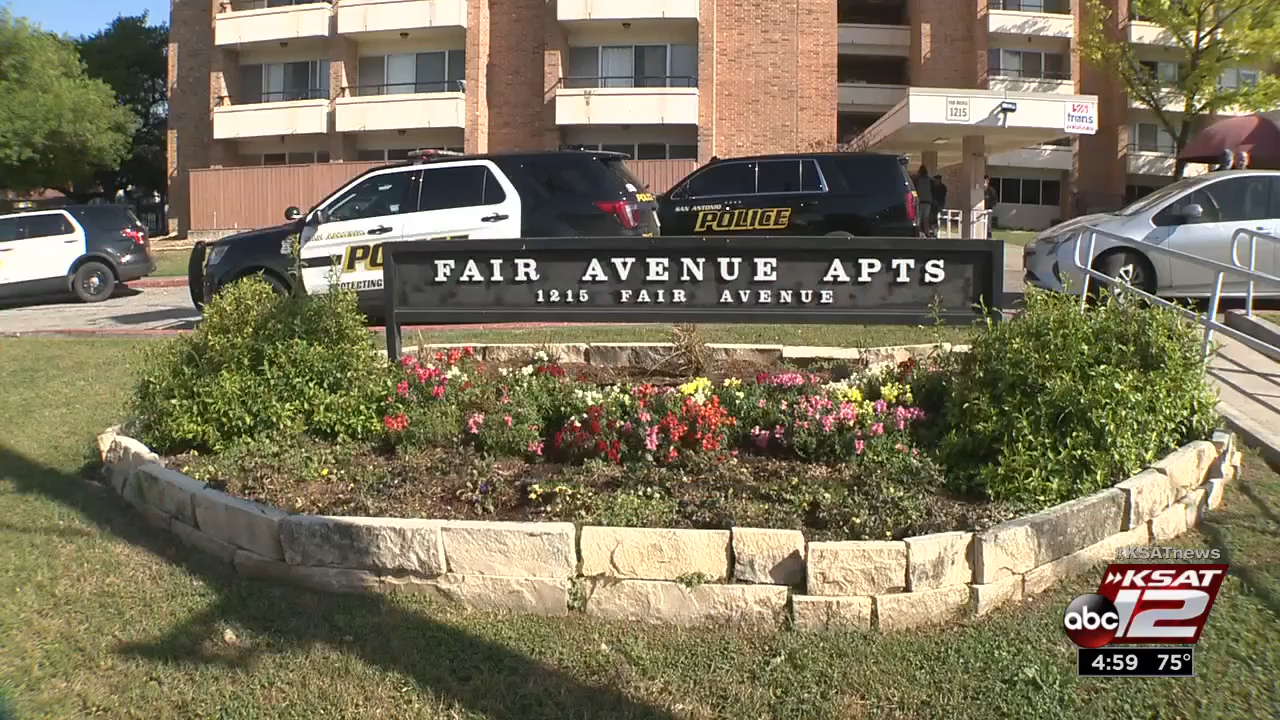 1215
trans
POLICE
SAN ANTONIO
POLICE
PROTECTING
FAIR AVENUE APTS
1215 FAIR AVENUE
#KSATnews
KSAT
abc 12
4:59 75°